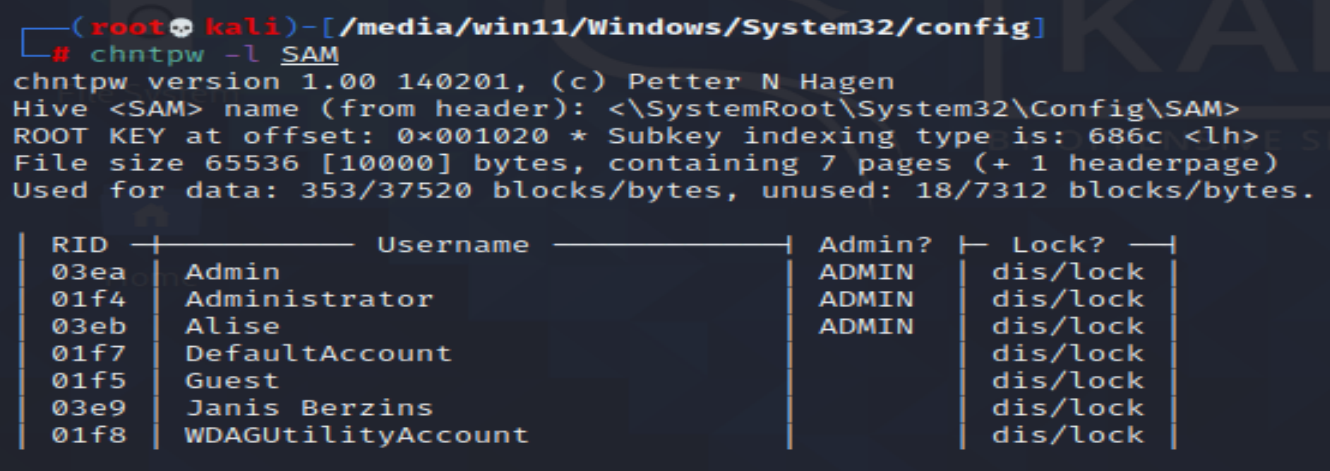 (root💀kali)-[/media/win11/Windows/System32/config]
# chntpw -l SAM
chntpw version 1.00 140201, (c) Petter N Hagen
Hive <SAM> name (from header): <\SystemRoot\System32\Config\SAM>
ROOT KEY at offset: 0×001020 * Subkey indexing type is: 686c <lh>
File size 65536 [10000] bytes, containing 7 pages (+ 1 headerpage)
Used for data: 353/37520 blocks/bytes, unused: 18/7312 blocks/bytes.
| RID -|---------- Username ------------| Admin? |- Lock? --|
| 03ea | Admin | ADMIN | dis/lock |
| 01f4 | Administrator | ADMIN | dis/lock |
| 03eb | Alise | ADMIN | dis/lock |
| 01f7 | DefaultAccount | | dis/lock |
| 01f5 | Guest | | dis/lock |
| 03e9 | Janis Berzins | | dis/lock |
| 01f8 | WDAGUtilityAccount | | dis/lock |
Home